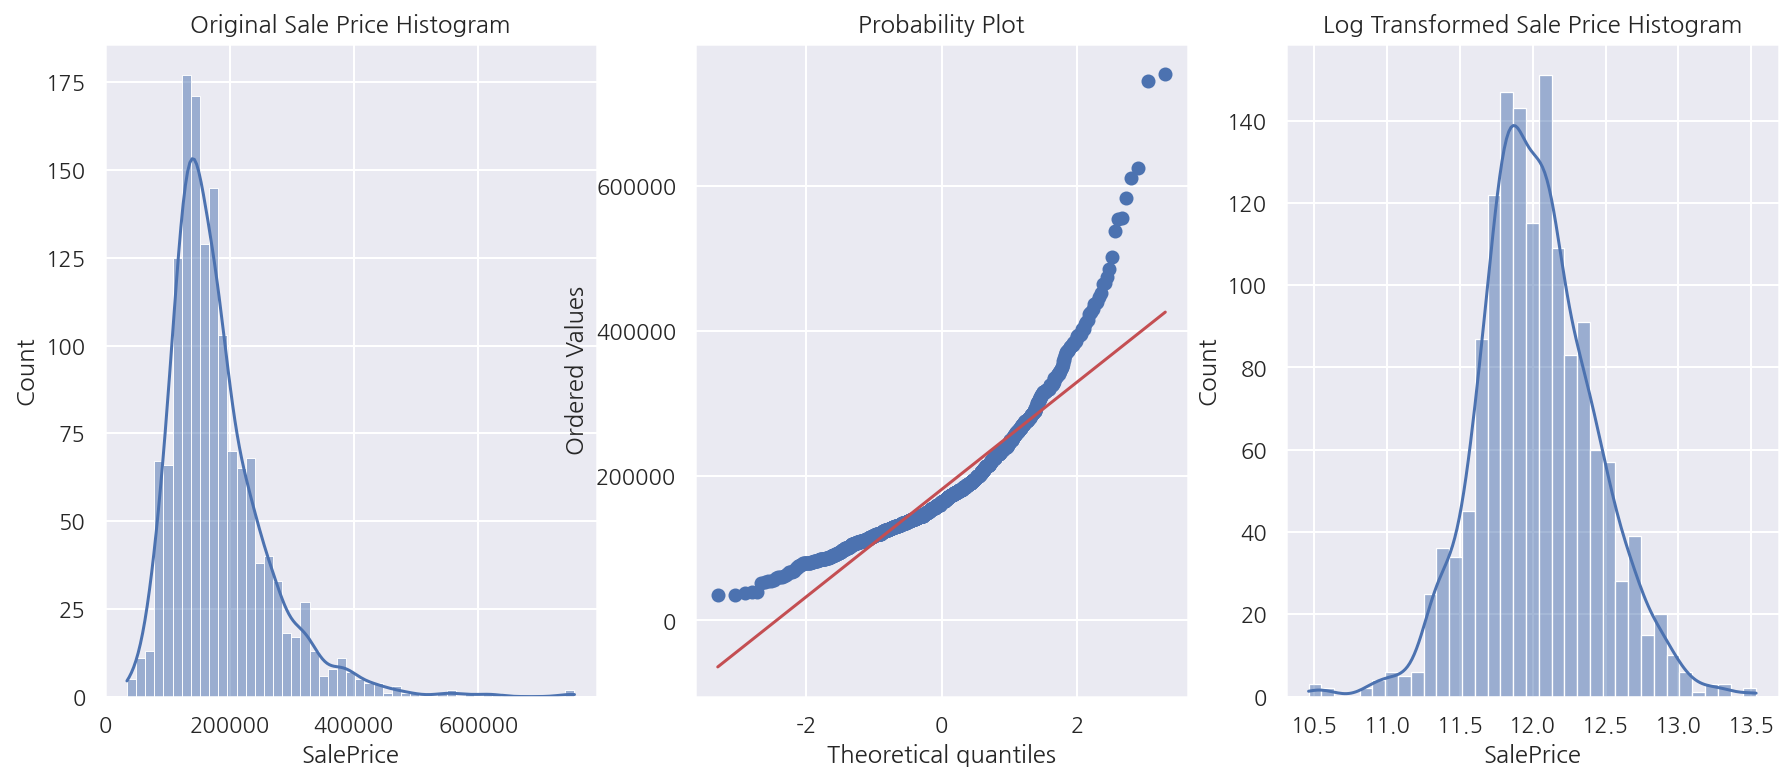 Original Sale Price Histogram
175
150
125
100
75
50
25
0
Count
0 200000 400000 600000
SalePrice
Probability Plot
600000
400000
200000
0
Ordered Values
-2 0 2
Theoretical quantiles
Log Transformed Sale Price Histogram
140
120
100
80
60
40
20
0
Count
10.5 11.0 11.5 12.0 12.5 13.0 13.5
SalePrice